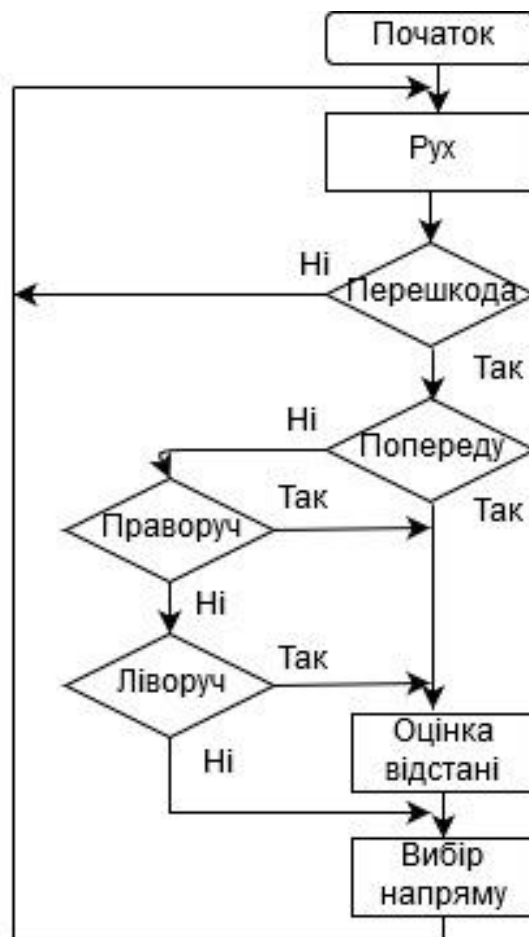 Початок
Рух
Ні
Перешкода
Так
Ні
Попереду
Так
Праворуч
Так
Ні
Ліворуч
Так
Ні
Оцінка
відстані
Вибір
напряму